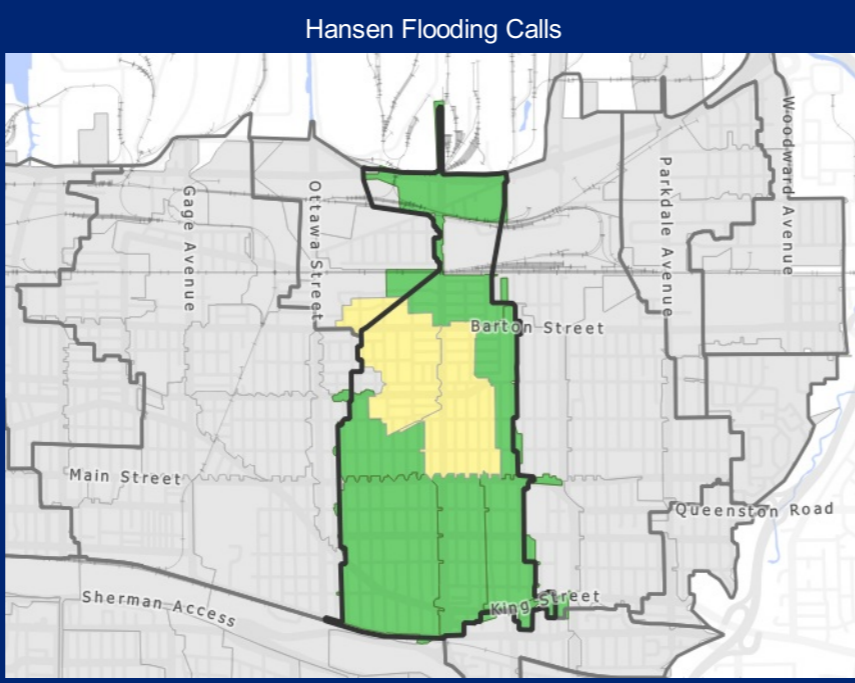 Hansen Flooding Calls
Woodward Avenue
Parkdale Avenue
Gage Avenue
Ottawa Street
Barton Street
Main Street
Queenston Road
Sherman Access
King Street